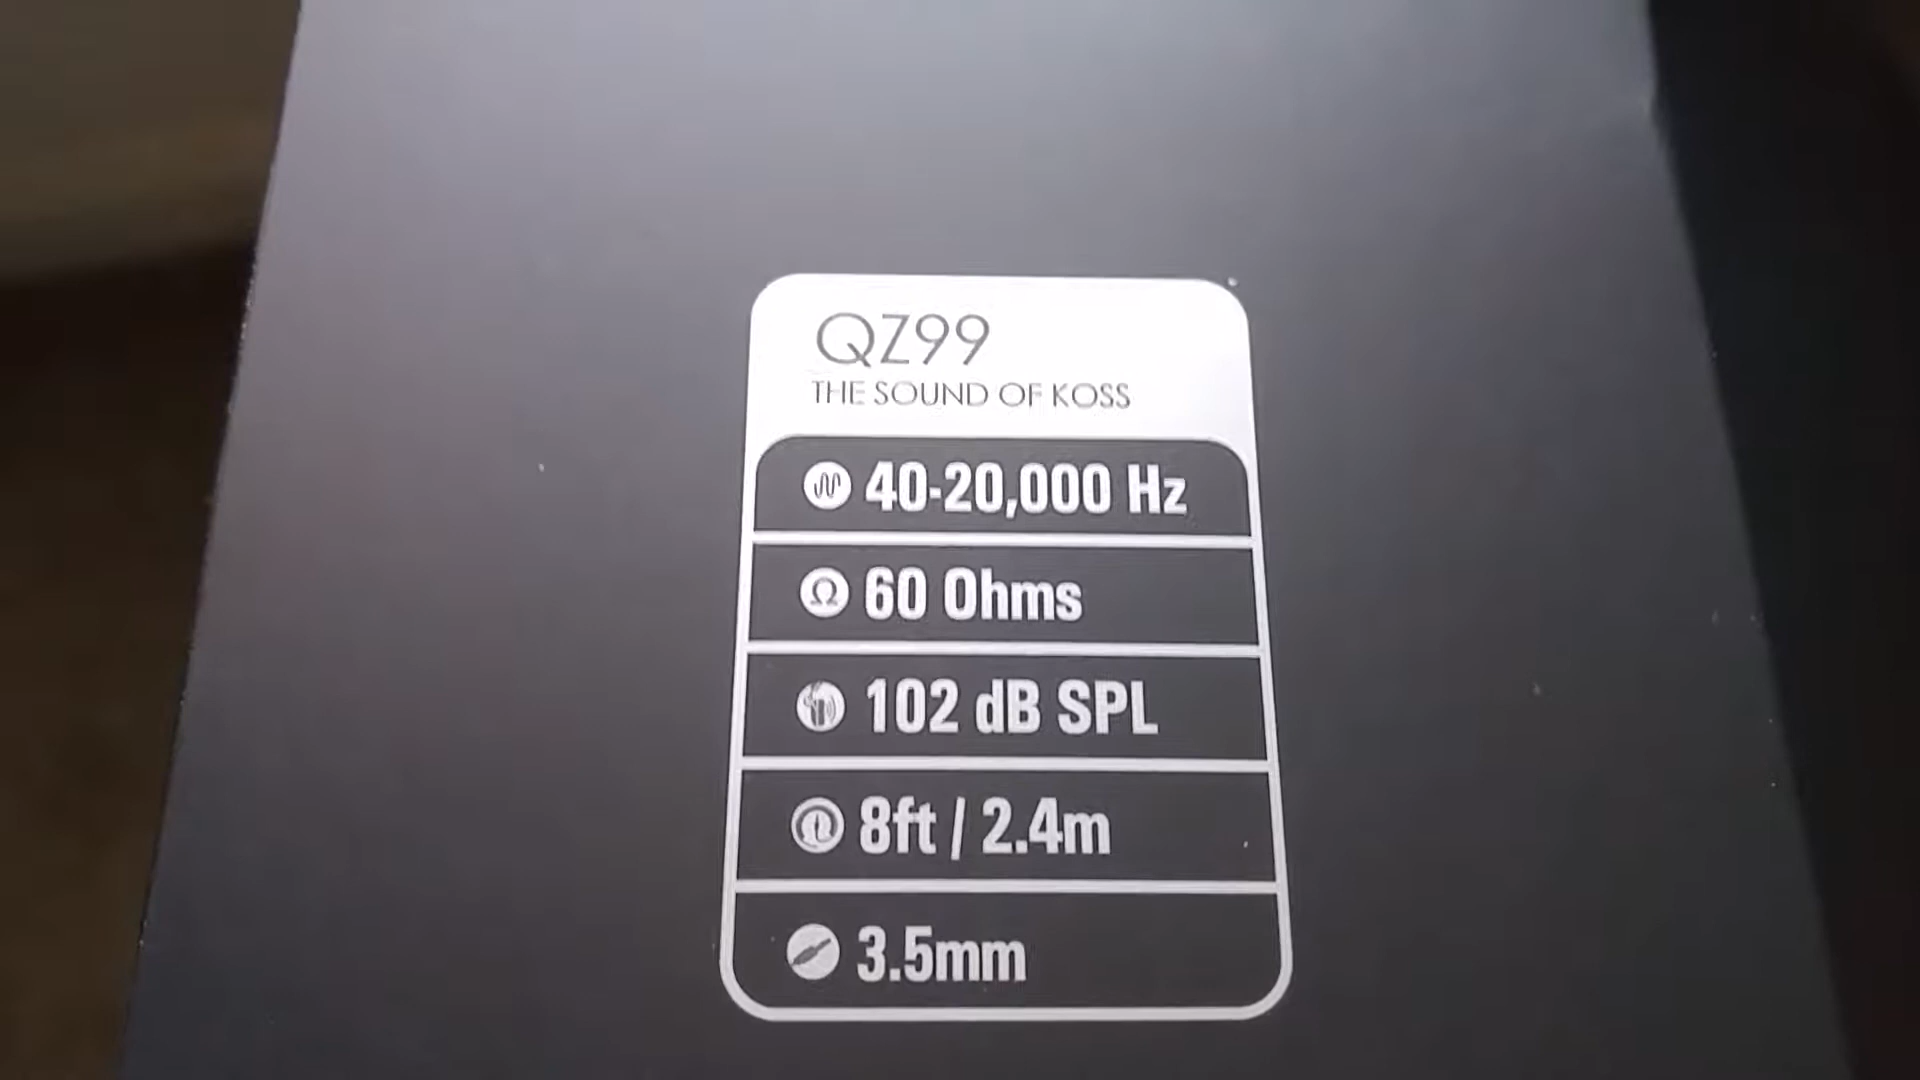 QZ99
THE SOUND OF KOSS
40-20,000 Hz
60 Ohms
102 dB SPL
8ft / 2.4m
3.5mm